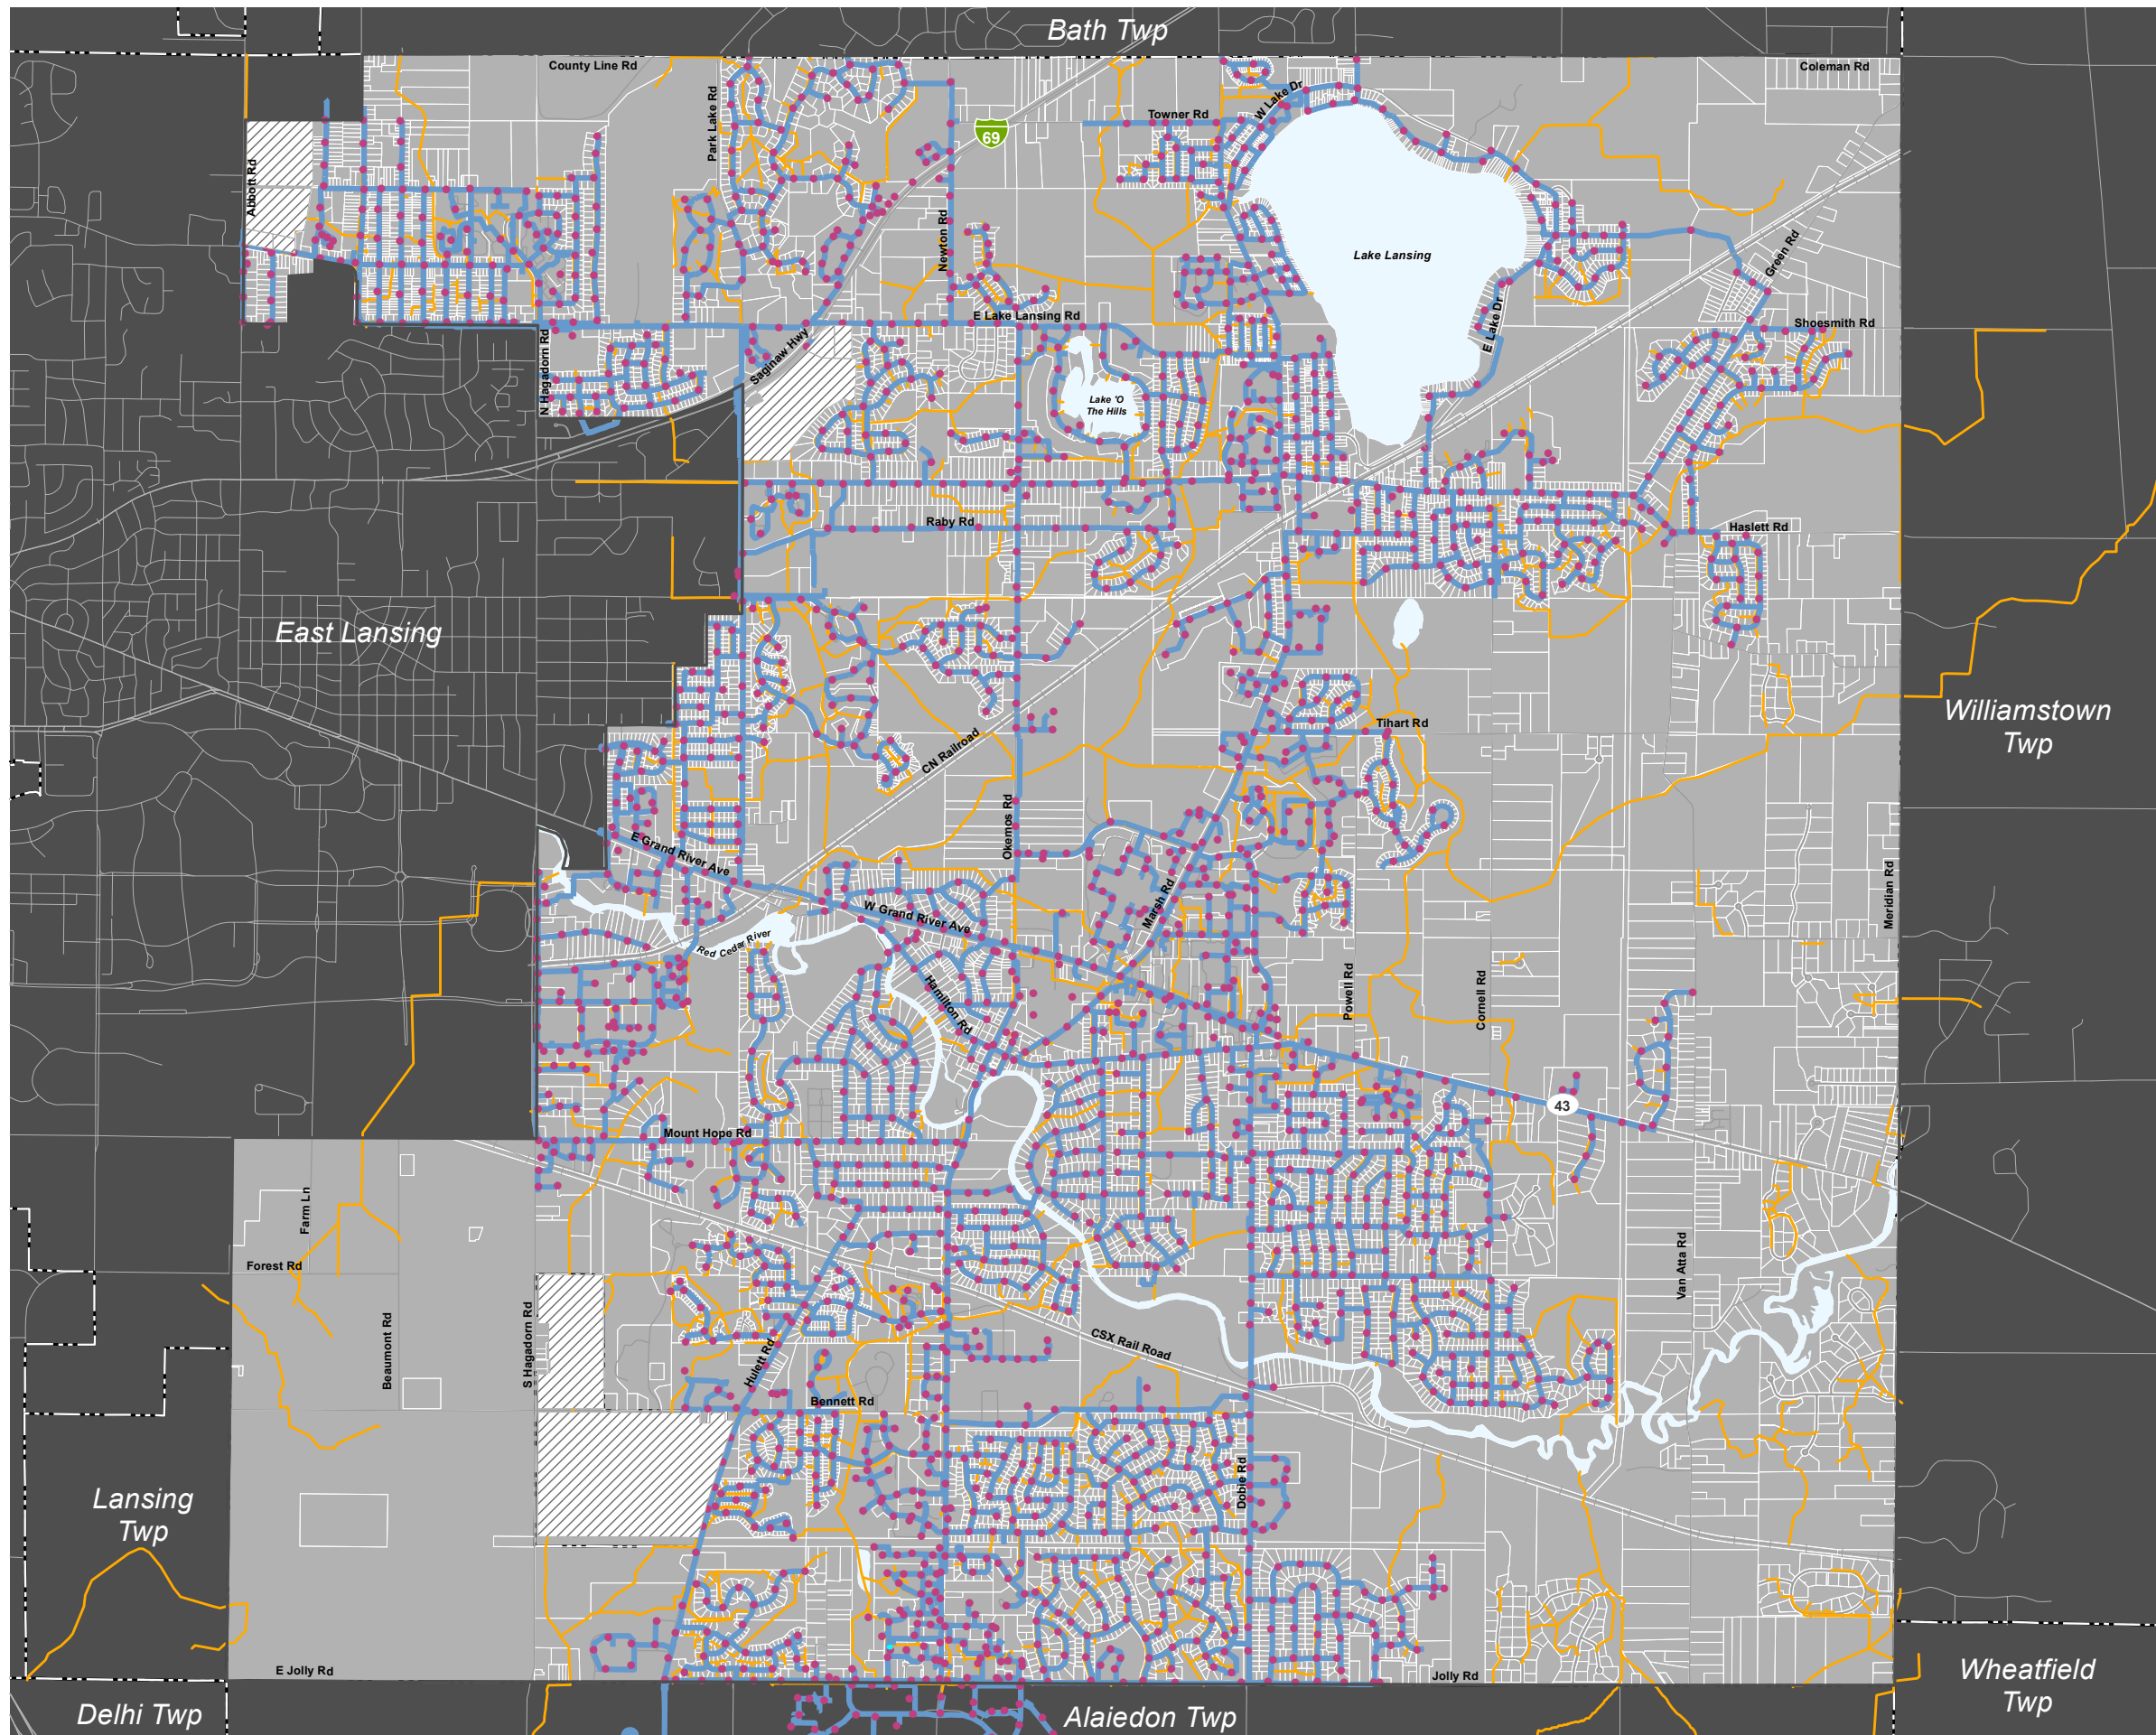 Bath Twp
County Line Rd
Coleman Rd
Park Lake Rd
W Lake Dr
Towner Rd
69
Abbott Rd
Newton Rd
Green Rd
Lake Lansing
E Lake Lansing Rd
E Lake Dr
Shoesmith Rd
N Hagadorn Rd
Saginaw Hwy
Lake 'O
The Hills
Raby Rd
Haslett Rd
East Lansing
Williamstown
Twp
Tihart Rd
CN Railroad
Okemos Rd
E Grand River Ave
Marsh Rd
Meridian Rd
W Grand River Ave
Red Cedar River
Hamilton Rd
Powell Rd
Cornell Rd
43
Mount Hope Rd
Farm Ln
Forest Rd
Van Atta Rd
Beaumont Rd
S Hagadorn Rd
Hulett Rd
CSX Rail Road
Bennett Rd
Dobie Rd
Lansing
Twp
E Jolly Rd
Jolly Rd
Wheatfield
Twp
Delhi Twp
Alaiedon Twp